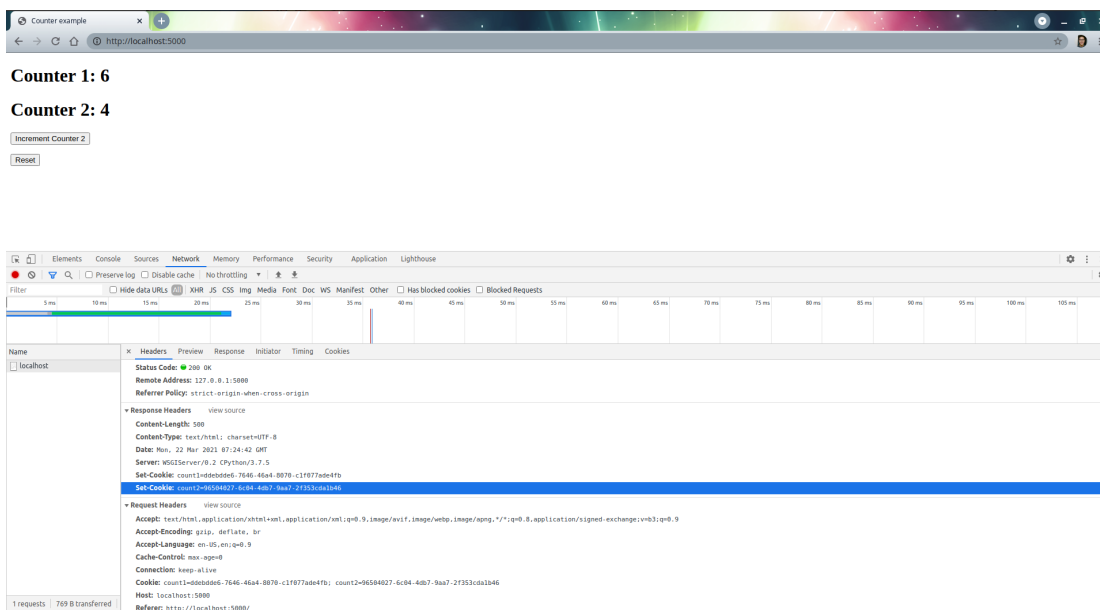 Counter example
http://localhost:5000
Counter 1: 6
Counter 2: 4
Increment Counter 2
Reset
Elements Console Sources Network Memory Performance Security Application Lighthouse
Preserve log Disable cache No throttling
Filter Hide data URLs All XHR JS CSS Img Media Font Doc WS Manifest Other Has blocked cookies Blocked Requests
5 ms 10 ms 15 ms 20 ms 25 ms 30 ms 35 ms 40 ms 45 ms 50 ms 55 ms 60 ms 65 ms 70 ms 75 ms 80 ms 85 ms 90 ms 95 ms 100 ms 105 ms
Name × Headers Preview Response Initiator Timing Cookies
localhost
Status Code: 200 OK
Remote Address: 127.0.0.1:5000
Referrer Policy: strict-origin-when-cross-origin
Response Headers view source
Content-Length: 500
Content-Type: text/html; charset=UTF-8
Date: Mon, 22 Mar 2021 07:24:42 GMT
Server: WSGIServer/0.2 CPython/3.7.5
Set-Cookie: count1=ddebdde6-7646-46a4-8070-c1f077ade4fb
Set-Cookie: count2=96504027-6c04-4db7-9aa7-2f353cda1b46
Request Headers view source
Accept: text/html,application/xhtml+xml,application/xml;q=0.9,image/avif,image/webp,image/apng,*/*;q=0.8,application/signed-exchange;v=b3;q=0.9
Accept-Encoding: gzip, deflate, br
Accept-Language: en-US,en;q=0.9
Cache-Control: max-age=0
Connection: keep-alive
Cookie: count1=ddebdde6-7646-46a4-8070-c1f077ade4fb; count2=96504027-6c04-4db7-9aa7-2f353cda1b46
Host: localhost:5000
Referer: http://localhost:5000/
1 requests 769 B transferred